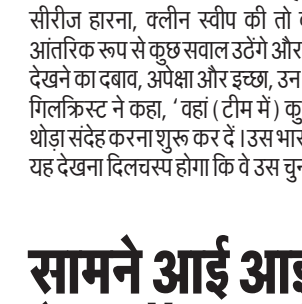 सीरीज हारना, क्लीन स्वीप की तो
आंतरिक रूप से कुछ सवाल उठेंगे और
देखने का दबाव, अपेक्षा और इच्छा, उन
गिलक्रिस्ट ने कहा, ‘वहां (टीम में)
थोड़ा संदेह करना शुरू कर दें।उस
यह देखना दिलचस्प होगा कि वे उस
सामने आई